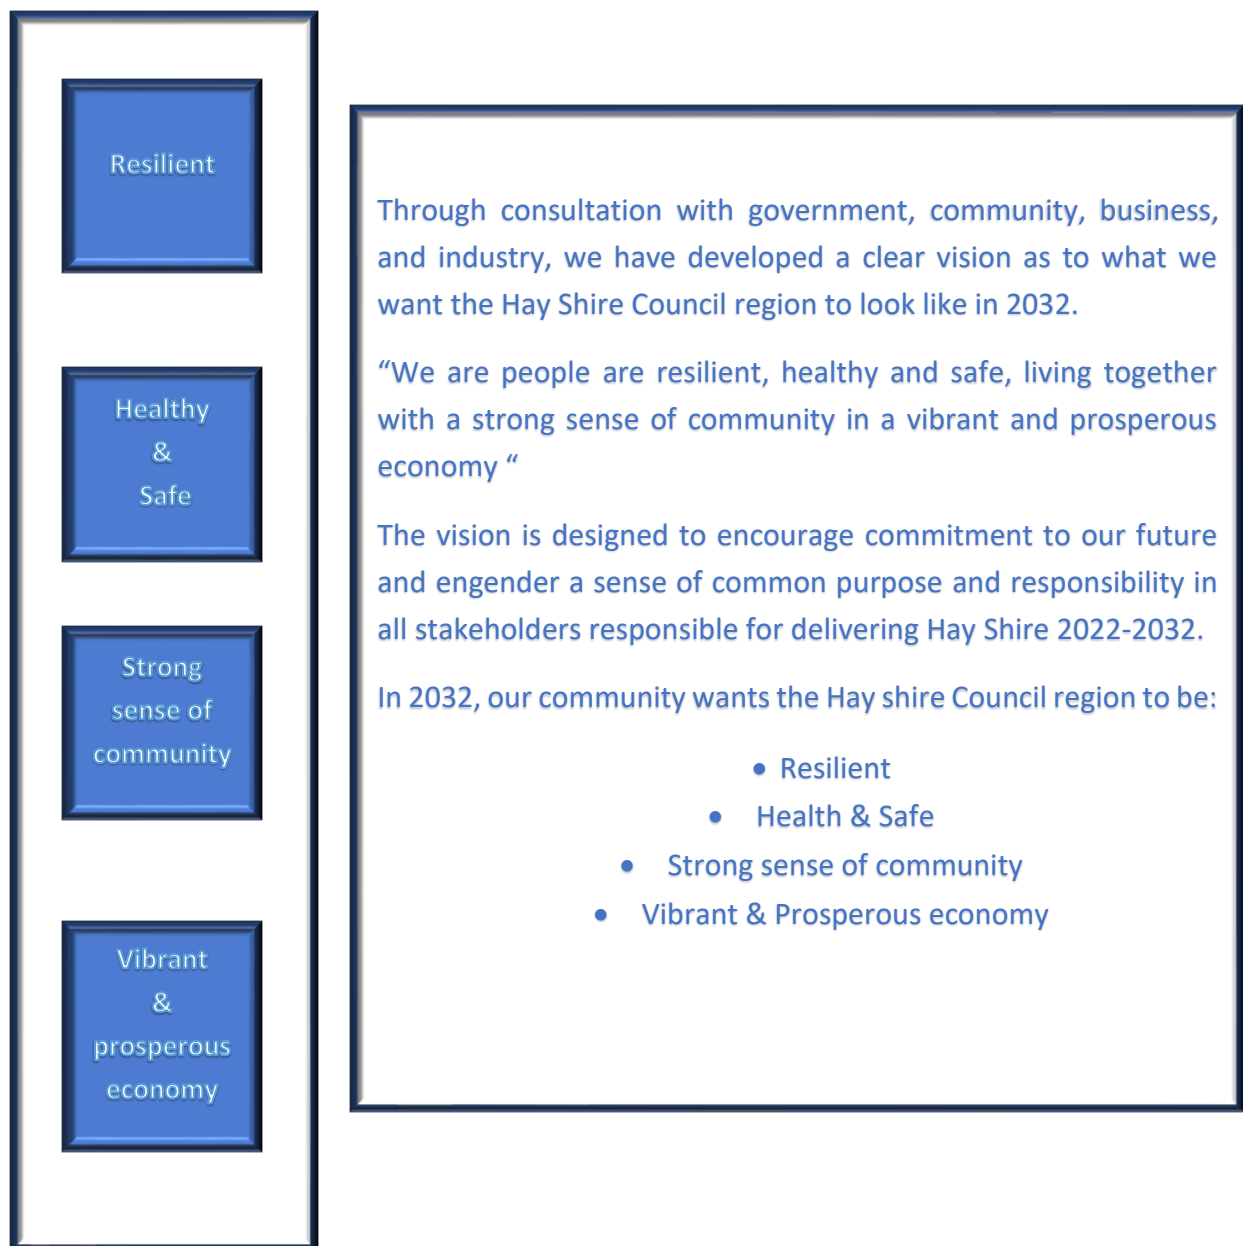 Resilient
Healthy
&
Safe
Strong
sense of
community
Vibrant
&
prosperous
economy
Through consultation with government, community, business,
and industry, we have developed a clear vision as to what we
want the Hay Shire Council region to look like in 2032.
“We are people are resilient, healthy and safe, living together
with a strong sense of community in a vibrant and prosperous
economy “
The vision is designed to encourage commitment to our future
and engender a sense of common purpose and responsibility in
all stakeholders responsible for delivering Hay Shire 2022-2032.
In 2032, our community wants the Hay shire Council region to be:
• Resilient
• Health & Safe
• Strong sense of community
• Vibrant & Prosperous economy